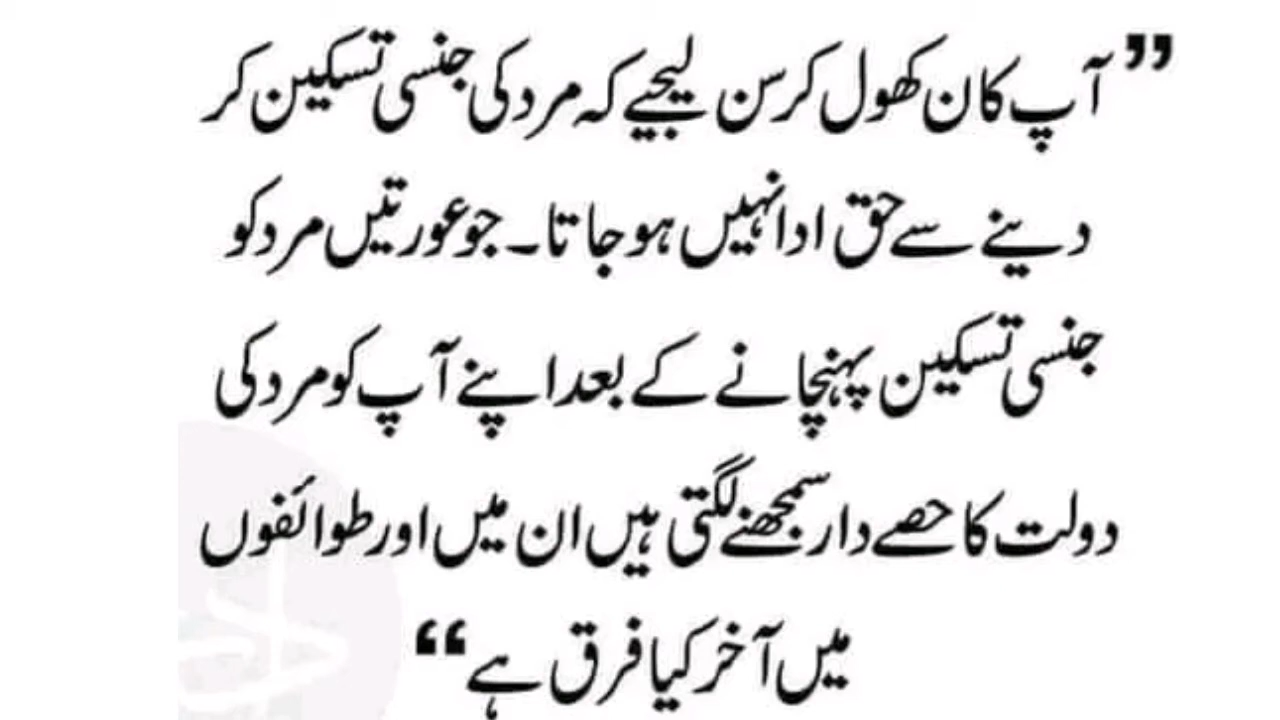 ”آپ کان کھول کر سن لیجیے کہ مرد کی جنسی تسکین کر
دینے سے حق ادا نہیں ہو جاتا۔ جو عورتیں مرد کو
جنسی تسکین پہنچانے کے بعد اپنے آپ کو مرد کی
دولت کا حصے دار سمجھنے لگتی ہیں ان میں اور طوائفوں
میں آخر کیا فرق ہے“